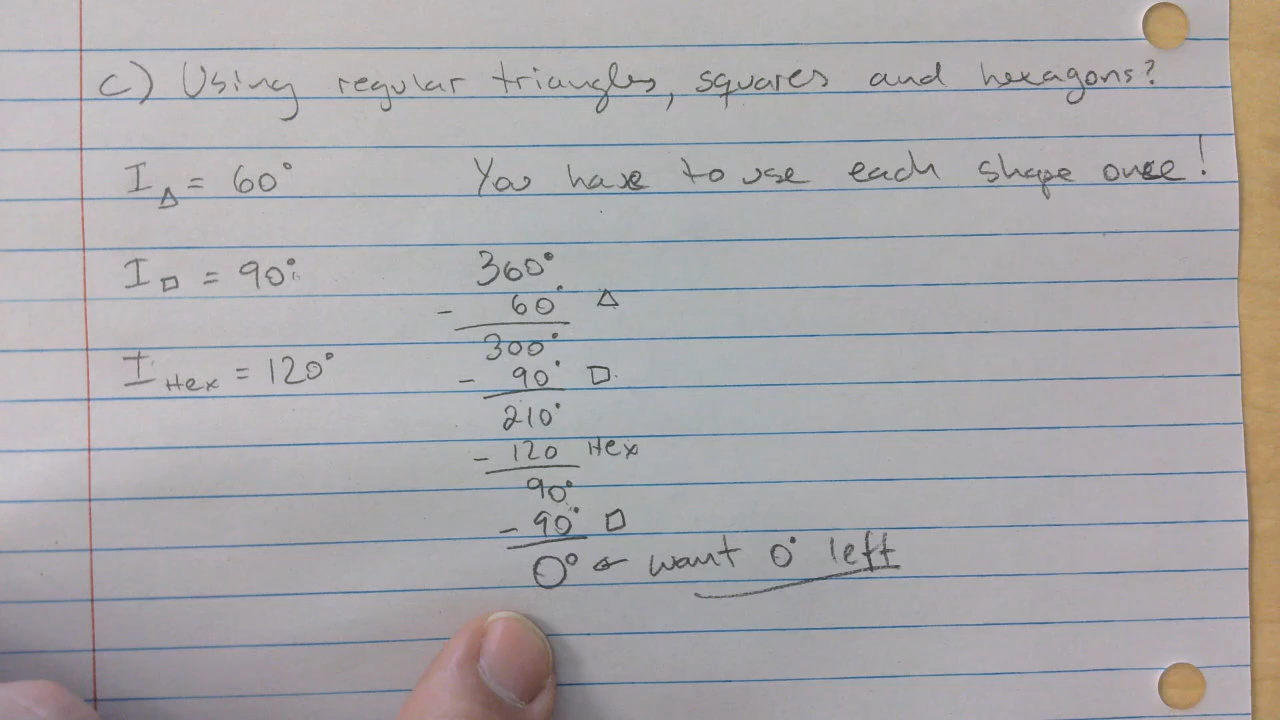 c) Using regular triangles, squares and hexagons?
I△ = 60° You have to use each shape once!
I□ = 90° 360°
- 60° △
300°
IHex = 120° - 90° □
210°
- 120 Hex
90°
- 90° □
0° ← want 0° left